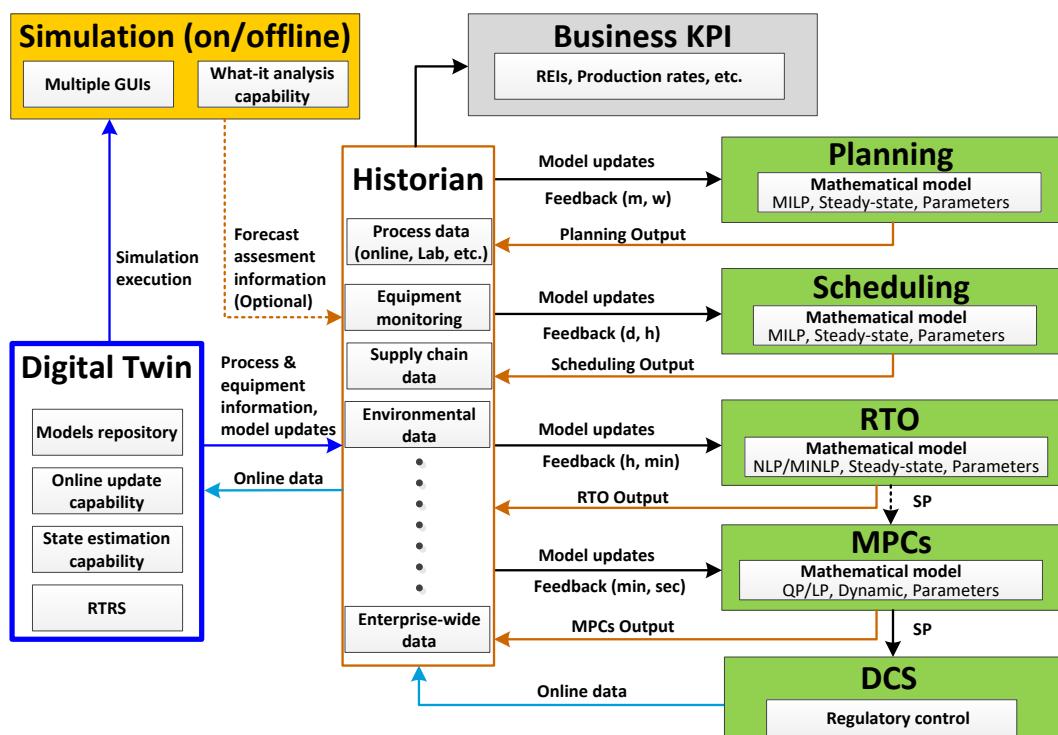 Simulation (on/offline)
Multiple GUIs
What-it analysis
capability
Business KPI
REIs, Production rates, etc.
Simulation
execution
Forecast
assesment
information
(Optional)
Digital Twin
Models repository
Online update
capability
State estimation
capability
RTRS
Process &
equipment
information,
model updates
Online data
Historian
Process data
(online, Lab, etc.)
Equipment
monitoring
Supply chain
data
Environmental
data
Enterprise-wide
data
Model updates
Feedback (m, w)
Planning Output
Planning
Mathematical model
MILP, Steady-state, Parameters
Model updates
Feedback (d, h)
Scheduling Output
Scheduling
Mathematical model
MILP, Steady-state, Parameters
Model updates
Feedback (h, min)
RTO Output
RTO
Mathematical model
NLP/MINLP, Steady-state, Parameters
SP
Model updates
Feedback (min, sec)
MPCs Output
MPCs
Mathematical model
QP/LP, Dynamic, Parameters
SP
Online data
DCS
Regulatory control